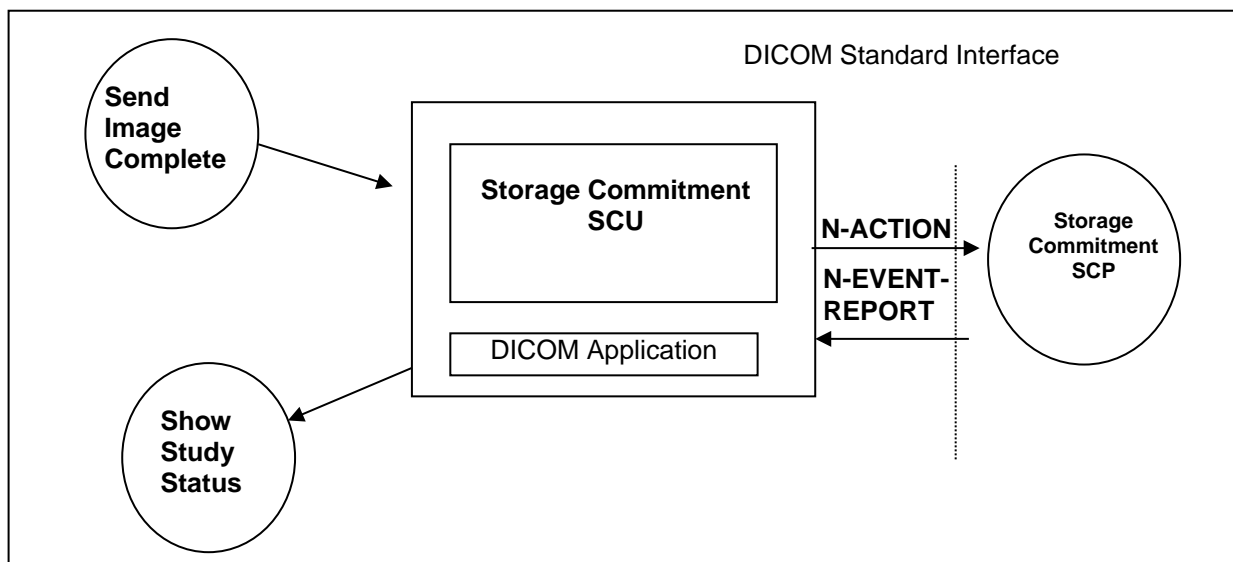 DICOM Standard Interface
Send
Image
Complete
Storage Commitment
SCU
DICOM Application
N-ACTION
N-EVENT-
REPORT
Storage
Commitment
SCP
Show
Study
Status